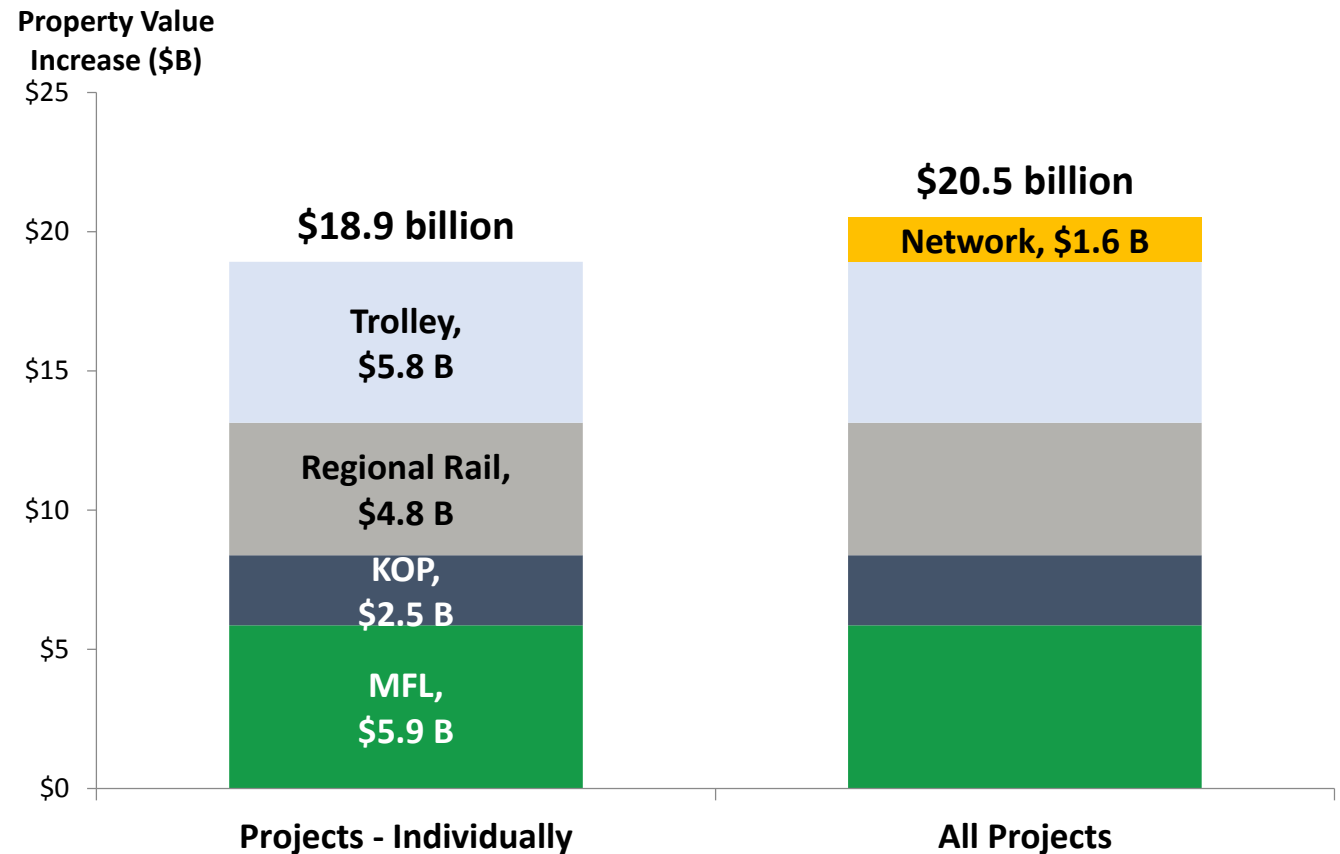 Property Value
Increase ($B)
$25
$20
$15
$10
$5
$0
$18.9 billion
Trolley,
$5.8 B
Regional Rail,
$4.8 B
KOP,
$2.5 B
MFL,
$5.9 B
$20.5 billion
Network, $1.6 B
Projects - Individually
All Projects